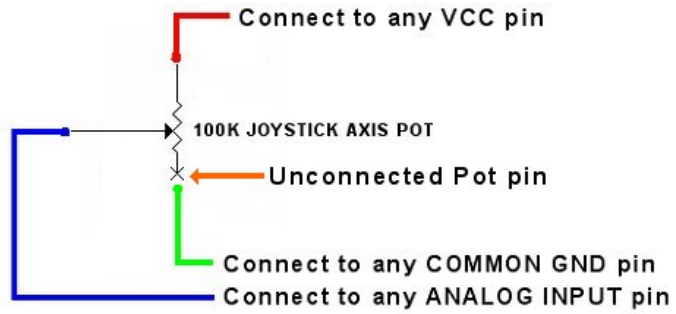 Connect to any VCC pin
100K JOYSTICK AXIS POT
Unconnected Pot pin
Connect to any COMMON GND pin
Connect to any ANALOG INPUT pin